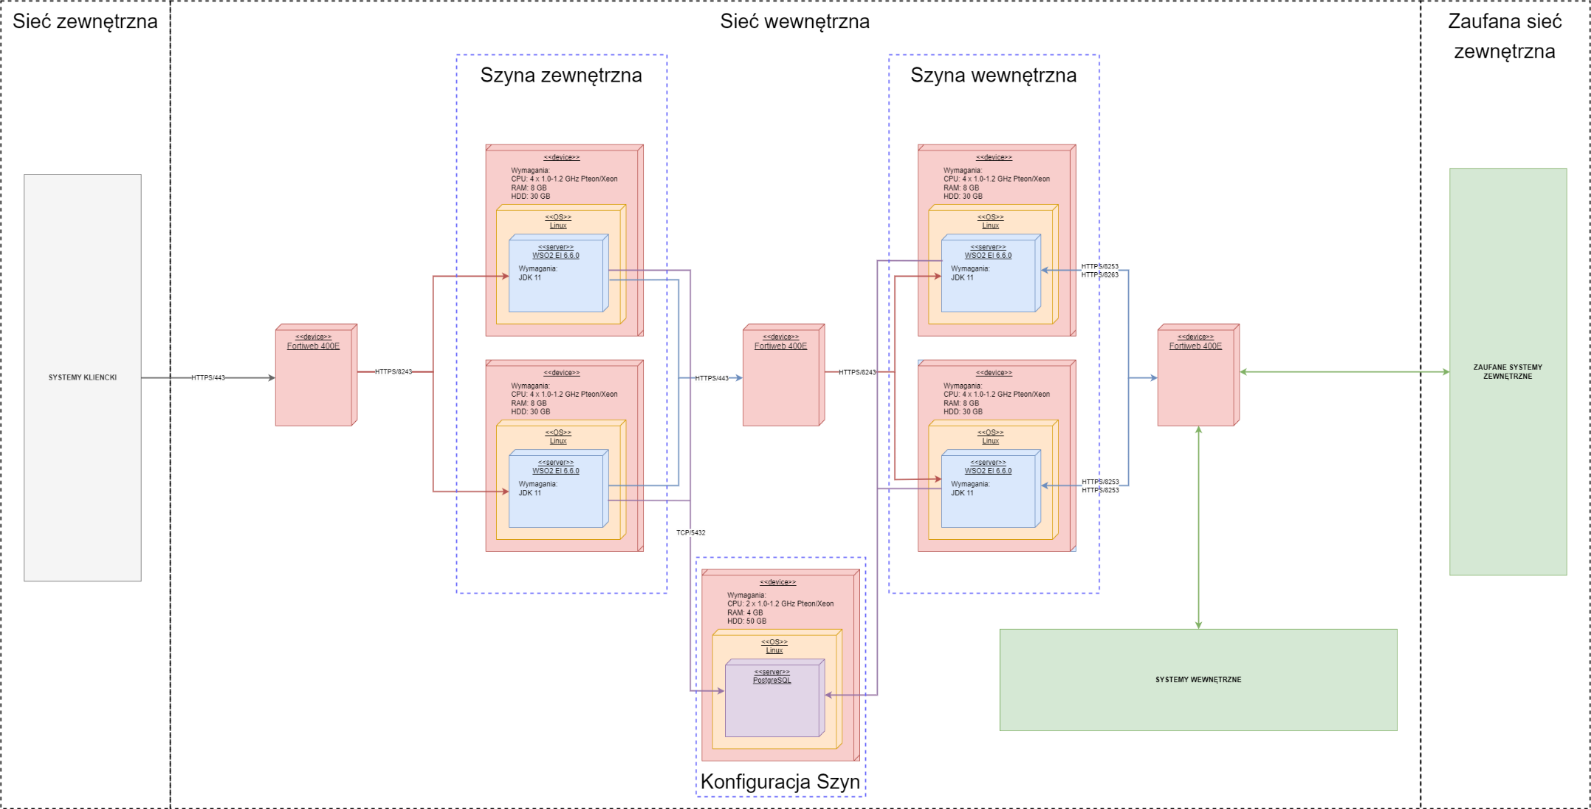 Sieć zewnętrzna
Sieć wewnętrzna
Zaufana sieć
zewnętrzna
Szyna zewnętrzna
Szyna wewnętrzna
SYSTEMY KLIENCKI
HTTPS/443
<<device>>
Fortiweb 400E
HTTPS/8243
<<device>>
Wymagania:
CPU: 4 x 1.0-1.2 GHz Pteon/Xeon
RAM: 8 GB
HDD: 30 GB
<<OS>>
Linux
<<server>>
WSO2 EI 6.6.0
Wymagania:
JDK 11
<<device>>
Wymagania:
CPU: 4 x 1.0-1.2 GHz Pteon/Xeon
RAM: 8 GB
HDD: 30 GB
<<OS>>
Linux
<<server>>
WSO2 EI 6.6.0
Wymagania:
JDK 11
HTTPS/443
TCP/5432
<<device>>
Fortiweb 400E
HTTPS/8243
<<device>>
Wymagania:
CPU: 4 x 1.0-1.2 GHz Pteon/Xeon
RAM: 8 GB
HDD: 30 GB
<<OS>>
Linux
<<server>>
WSO2 EI 6.6.0
Wymagania:
JDK 11
HTTPS/8253
HTTPS/8263
<<device>>
Wymagania:
CPU: 4 x 1.0-1.2 GHz Pteon/Xeon
RAM: 8 GB
HDD: 30 GB
<<OS>>
Linux
<<server>>
WSO2 EI 6.6.0
Wymagania:
JDK 11
HTTPS/8253
HTTPS/8253
<<device>>
Fortiweb 400E
ZAUFANE SYSTEMY
ZEWNĘTRZNE
SYSTEMY WEWNĘTRZNE
<<device>>
Wymagania:
CPU: 2 x 1.0-1.2 GHz Pteon/Xeon
RAM: 4 GB
HDD: 50 GB
<<OS>>
Linux
<<server>>
PostgreSQL
Konfiguracja Szyn